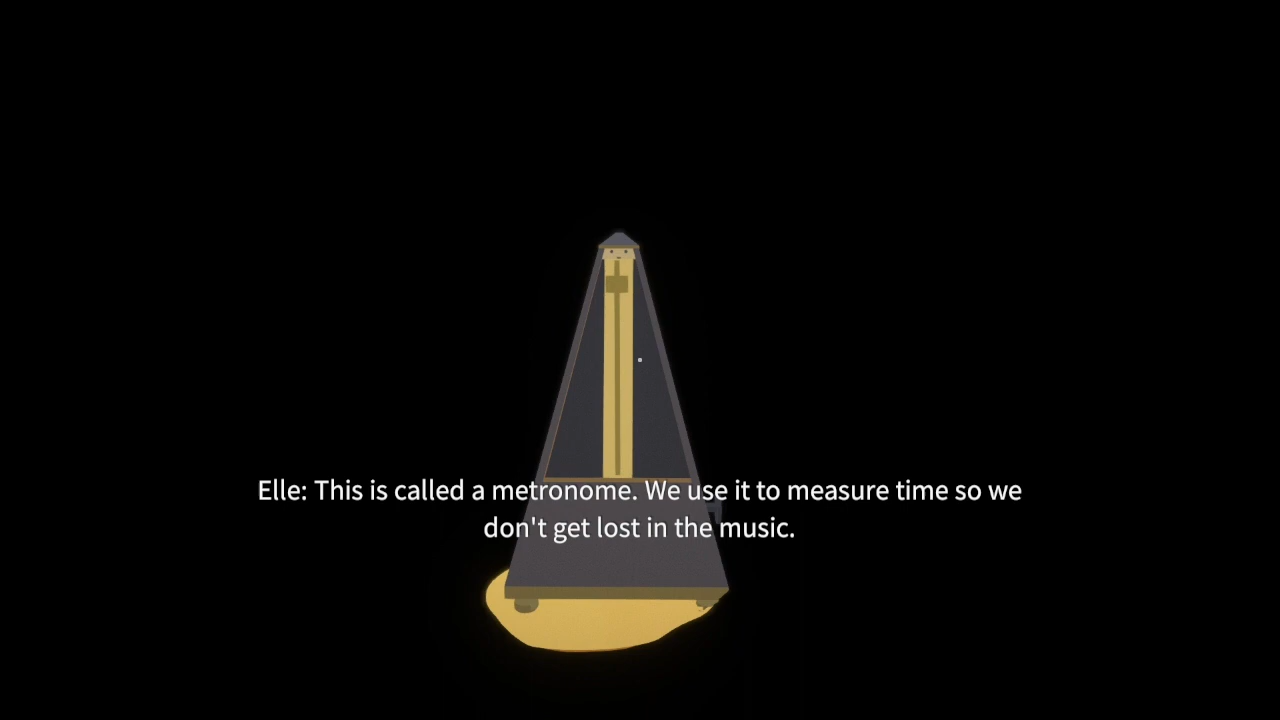 Elle: This is called a metronome. We use it to measure time so we
don't get lost in the music.